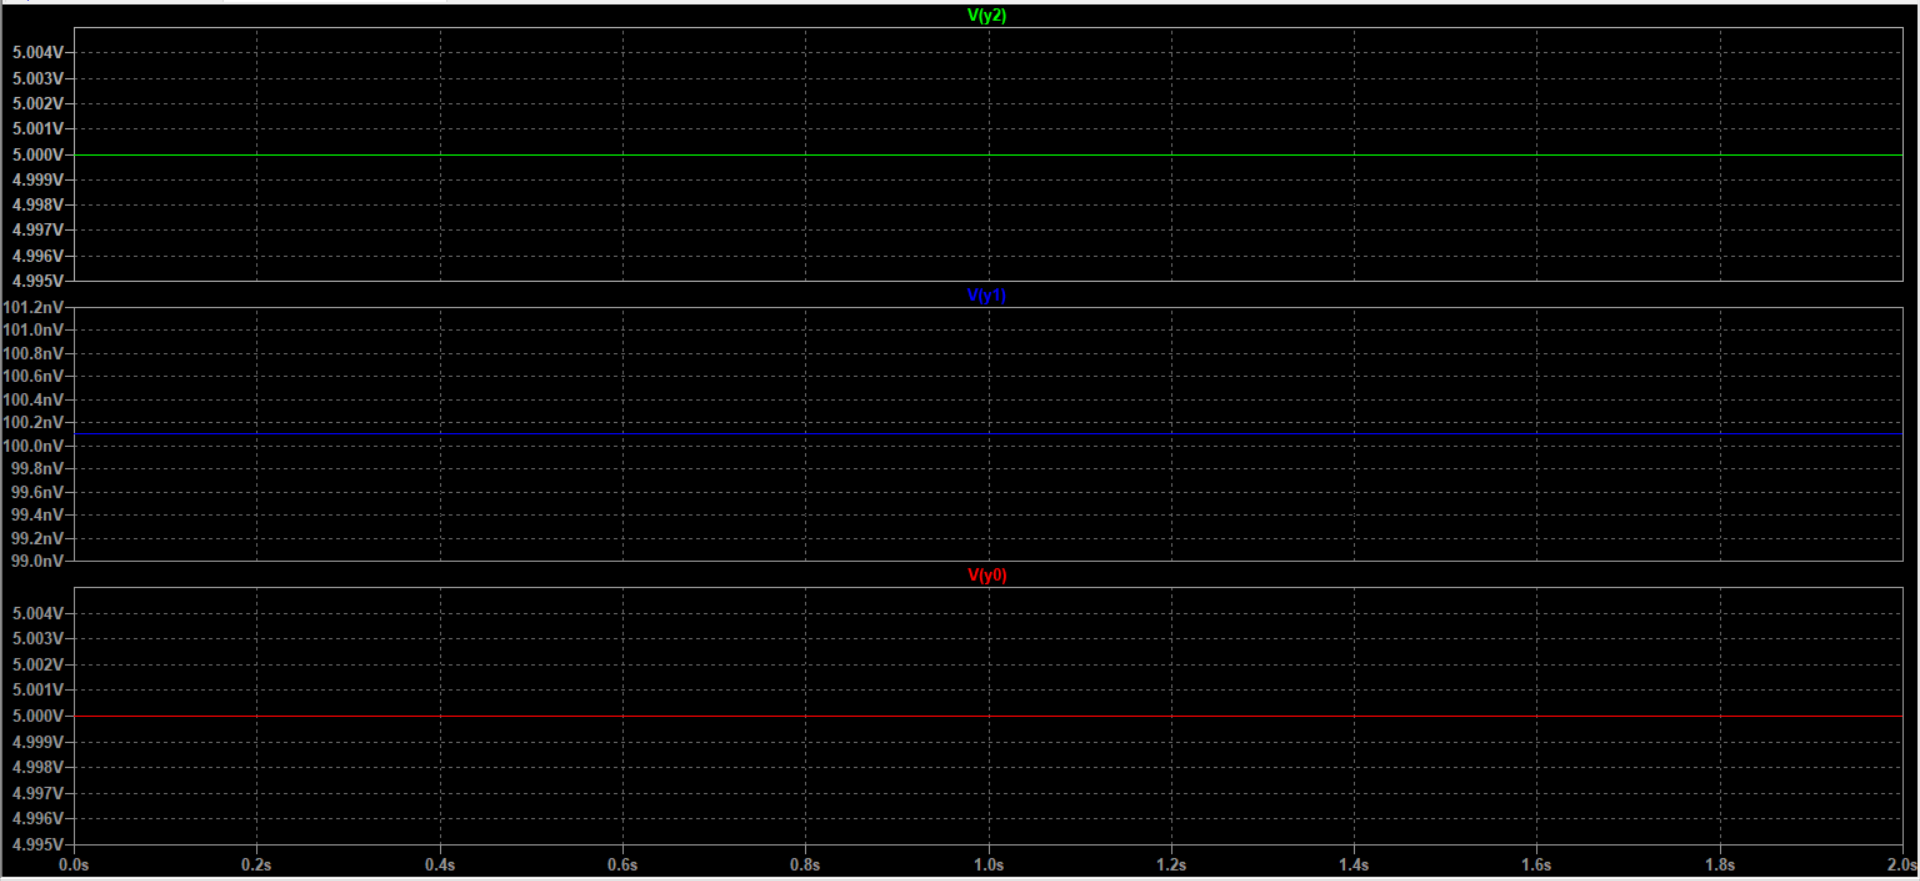 V(y2)
5.004V
5.003V
5.002V
5.001V
5.000V
4.999V
4.998V
4.997V
4.996V
4.995V
V(y1)
101.2nV
101.0nV
100.8nV
100.6nV
100.4nV
100.2nV
100.0nV
99.8nV
99.6nV
99.4nV
99.2nV
99.0nV
V(y0)
5.004V
5.003V
5.002V
5.001V
5.000V
4.999V
4.998V
4.997V
4.996V
4.995V
0.0s 0.2s 0.4s 0.6s 0.8s 1.0s 1.2s 1.4s 1.6s 1.8s 2.0s